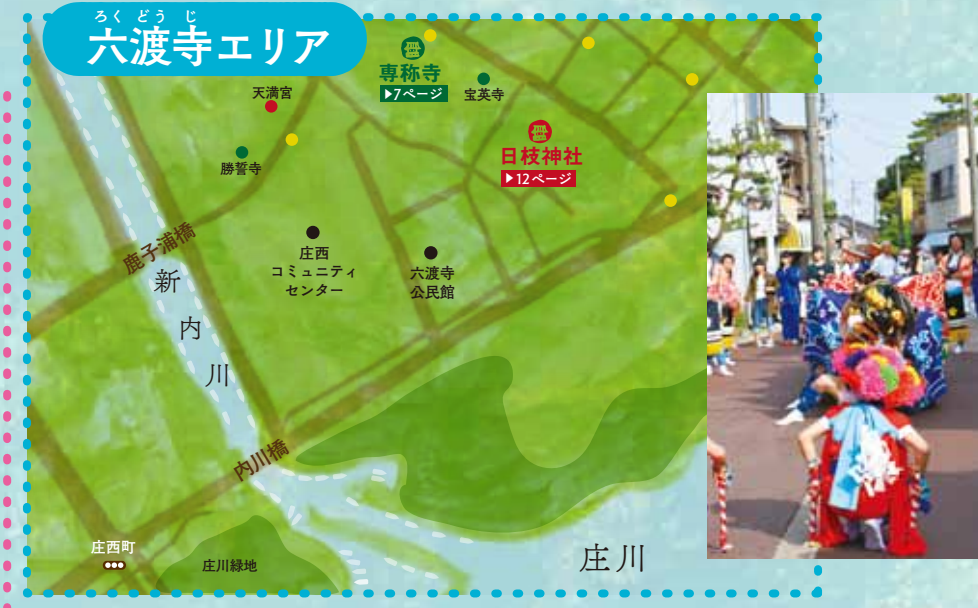 ろくどうじ
六渡寺エリア
専称寺
▶7ページ
宝英寺
天満宮
日枝神社
▶12ページ
勝誓寺
鹿子浦橋
庄西
コミュニティ
センター
六渡寺
公民館
新内川
内川橋
庄川
庄西町
庄川緑地